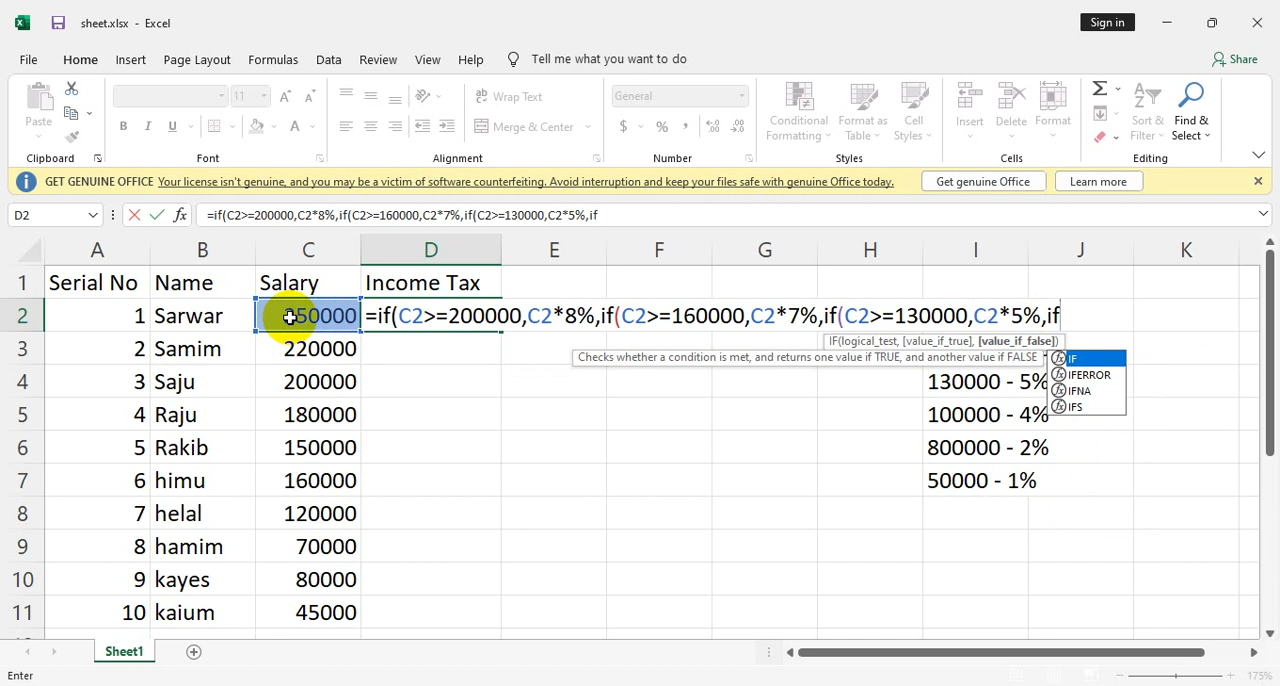 sheet.xlsx - Excel
Sign in
File Home Insert Page Layout Formulas Data Review View Help Tell me what you want to do Share
Paste
11
Wrap Text
Merge & Center
General
Conditional Formatting
Format as Table
Cell Styles
Insert
Delete
Format
Sort & Filter
Find & Select
Clipboard Font Alignment Number Styles Cells Editing
GET GENUINE OFFICE Your license isn't genuine, and you may be a victim of software counterfeiting. Avoid interruption and keep your files safe with genuine Office today. Get genuine Office Learn more
D2 fx =if(C2>=200000,C2*8%,if(C2>=160000,C2*7%,if(C2>=130000,C2*5%,if
A B C D E F G H I J K
1 Serial No Name Salary Income Tax
2 1 Sarwar 50000 =if(C2>=200000,C2*8%,if(C2>=160000,C2*7%,if(C2>=130000,C2*5%,if
IF(logical_test, [value_if_true], [value_if_false])
3 2 Samim 220000
Checks whether a condition is met, and returns one value if TRUE, and another value if FALSE
IF
IFERROR
IFNA
IFS
4 3 Saju 200000 130000 - 5%
5 4 Raju 180000 100000 - 4%
6 5 Rakib 150000 800000 - 2%
7 6 himu 160000 50000 - 1%
8 7 helal 120000
9 8 hamim 70000
10 9 kayes 80000
11 10 kaium 45000
Sheet1
Enter 175%